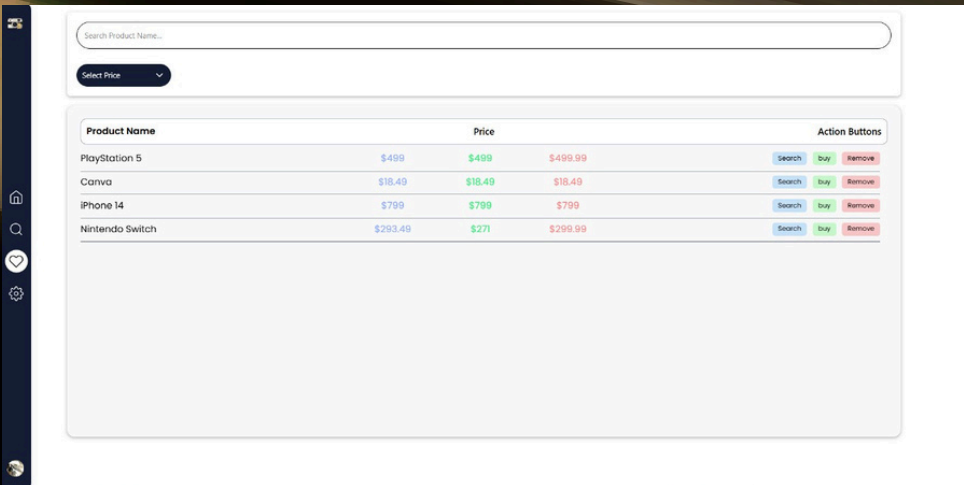 Search Product Name...
Select Price
Product Name Price Action Buttons
PlayStation 5 $499 $499 $499.99 Search buy Remove
Canva $18.49 $18.49 $18.49 Search buy Remove
iPhone 14 $799 $799 $799 Search buy Remove
Nintendo Switch $293.49 $271 $299.99 Search buy Remove